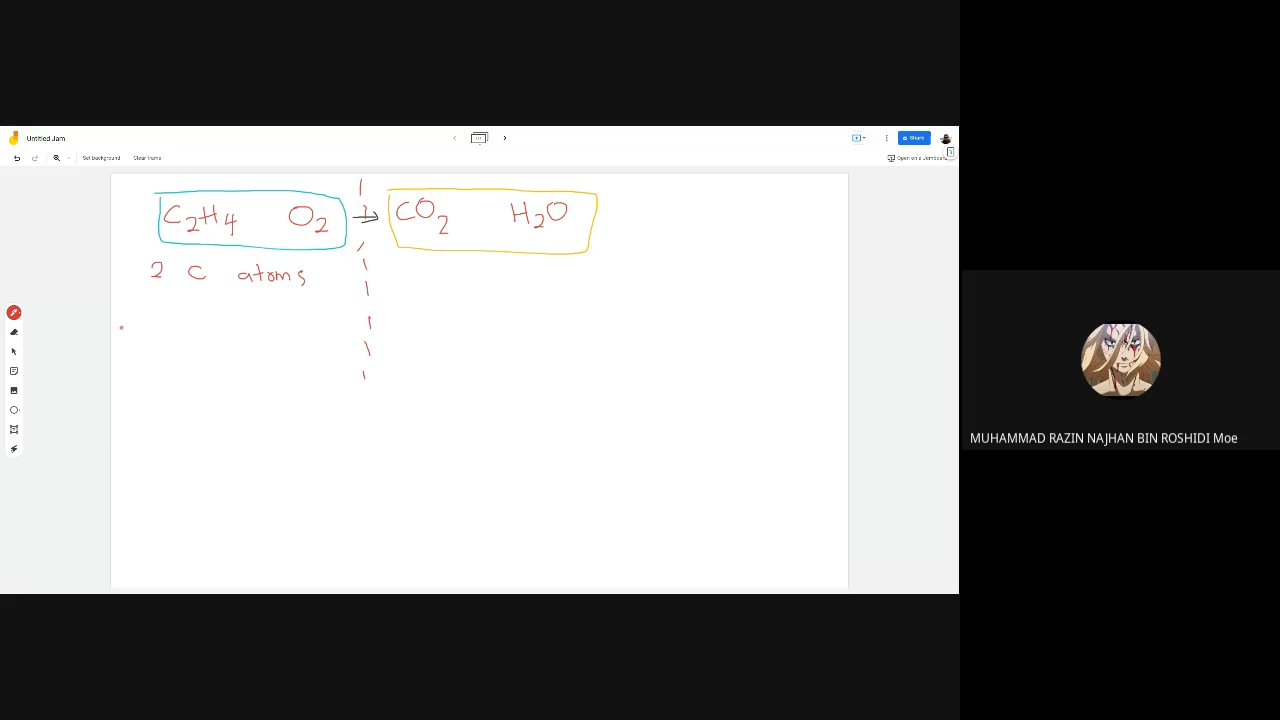 Untitled Jam
Share
Set background
Clear frame
Open on a Jamboard
C2H4 O2 → CO2 H2O
2 C atoms
MUHAMMAD RAZIN NAJHAN BIN ROSHIDI Moe